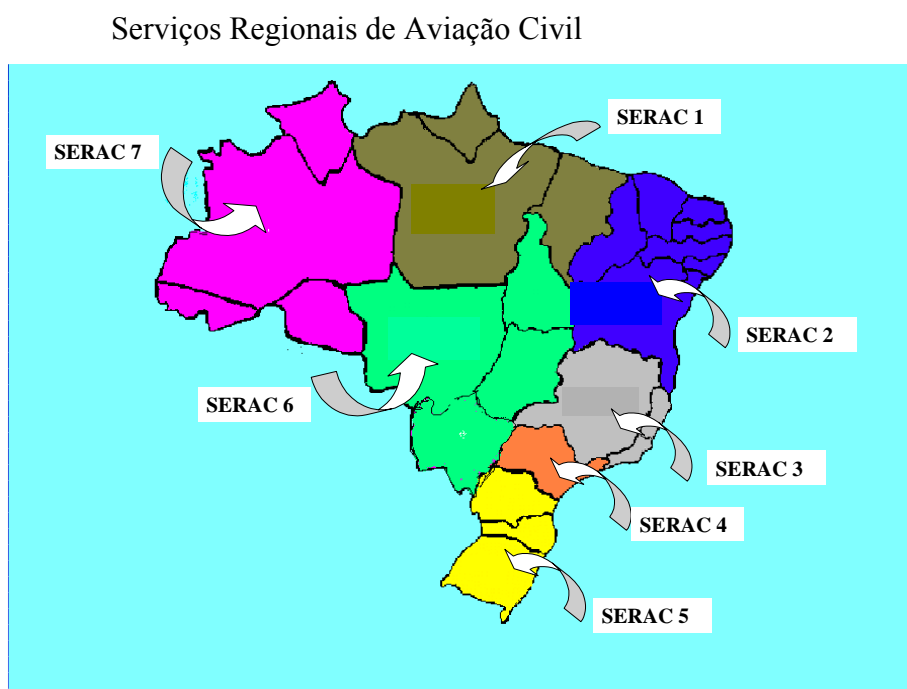 Serviços Regionais de Aviação Civil
SERAC 1
SERAC 7
SERAC 2
SERAC 6
SERAC 3
SERAC 4
SERAC 5